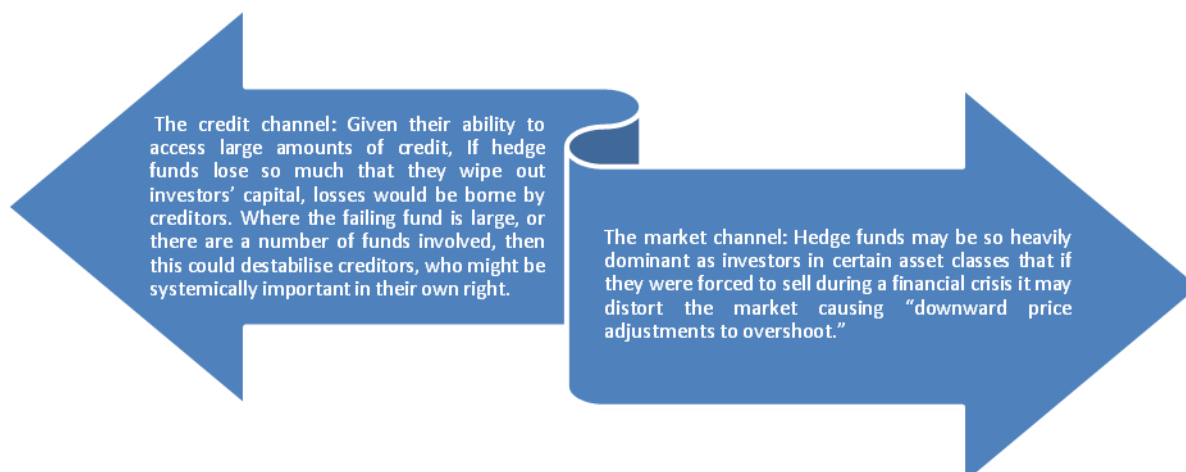 The credit channel: Given their ability to
access large amounts of credit, If hedge
funds lose so much that they wipe out
investors’ capital, losses would be borne by
creditors. Where the failing fund is large, or
there are a number of funds involved, then
this could destabilise creditors, who might be
systemically important in their own right.
The market channel: Hedge funds may be so heavily
dominant as investors in certain asset classes that if
they were forced to sell during a financial crisis it may
distort the market causing “downward price
adjustments to overshoot.”